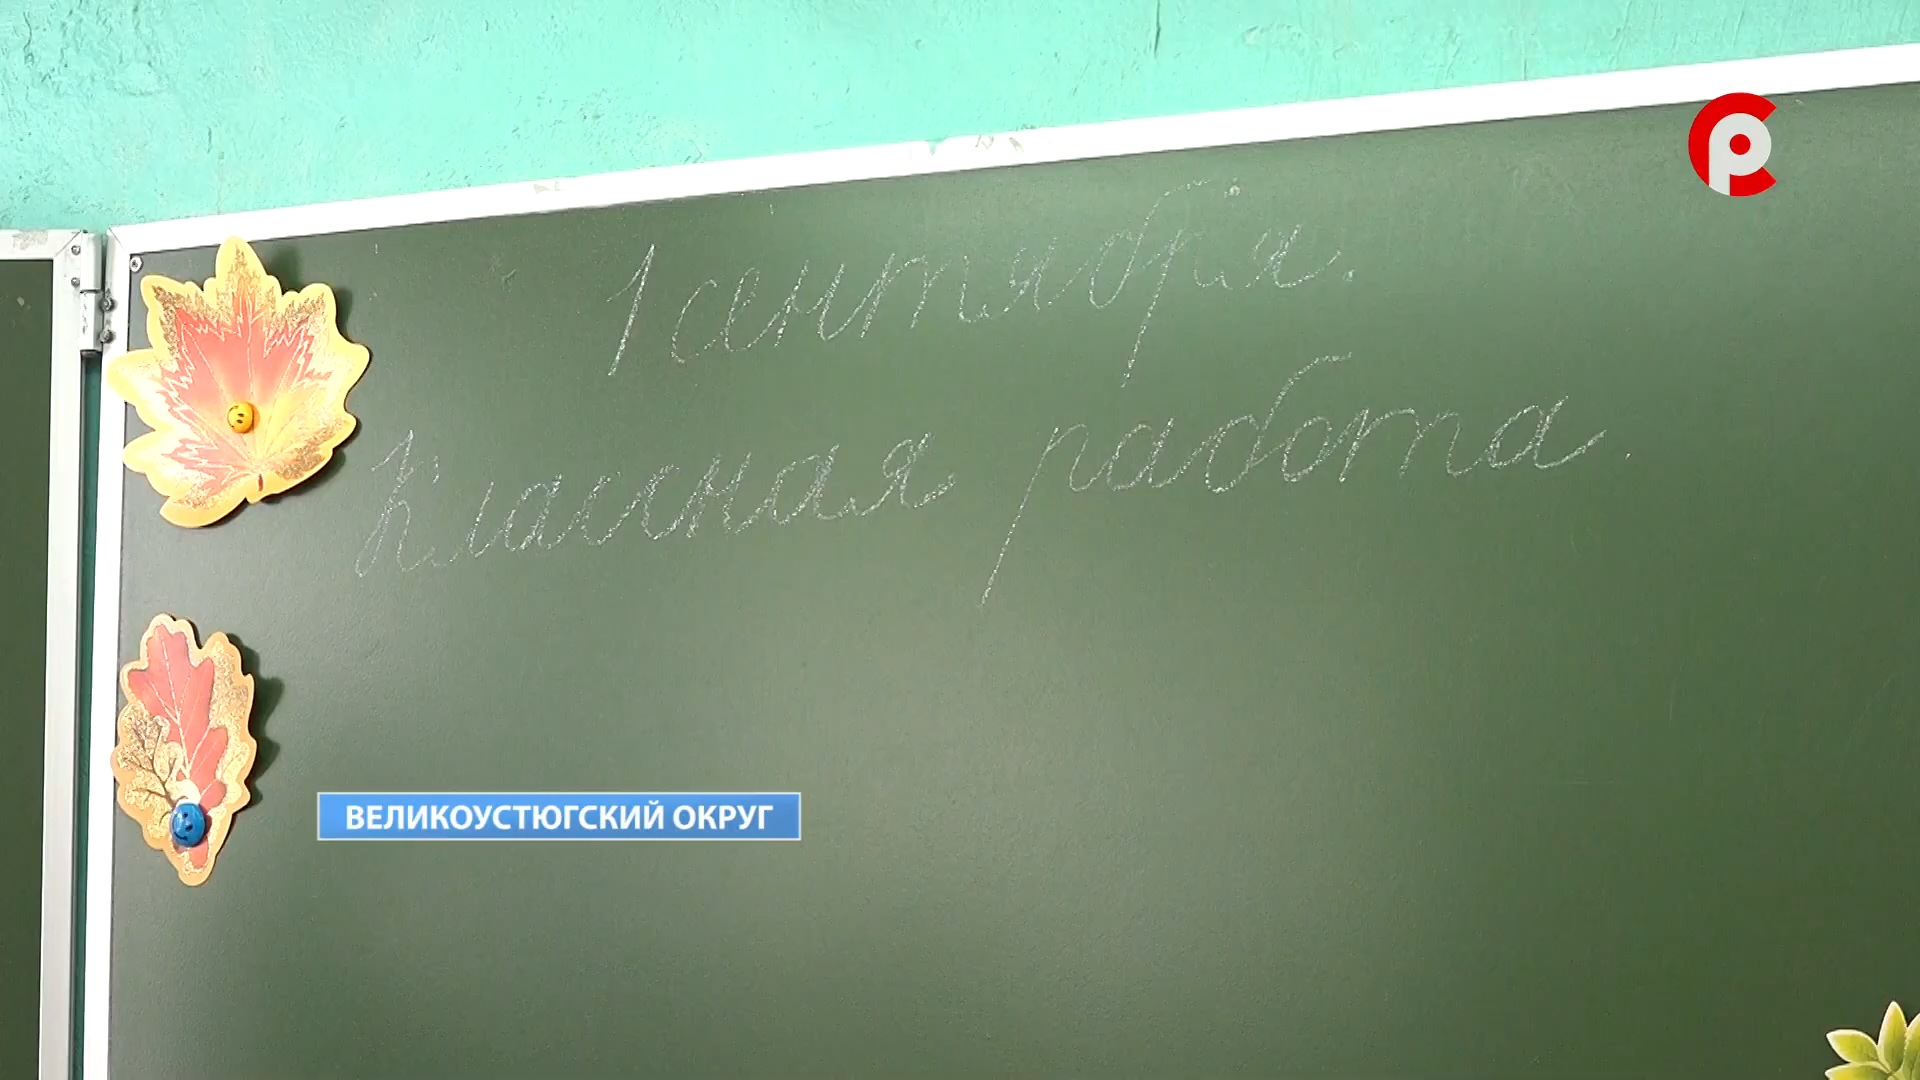 1 сентября.
Классная работа.
ВЕЛИКОУСТЮГСКИЙ ОКРУГ